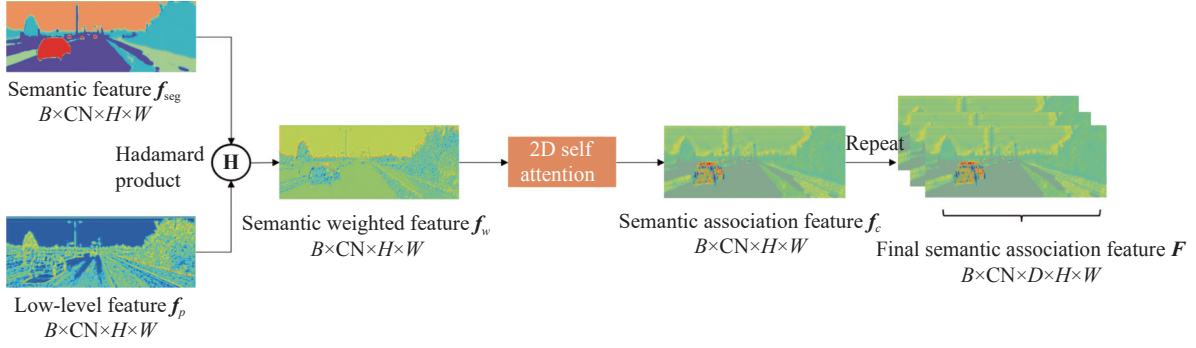 Semantic feature f_seg
B×CN×H×W
Hadamard
product
H
Low-level feature f_p
B×CN×H×W
Semantic weighted feature f_w
B×CN×H×W
2D self
attention
Semantic association feature f_c
B×CN×H×W
Repeat
Final semantic association feature F
B×CN×D×H×W